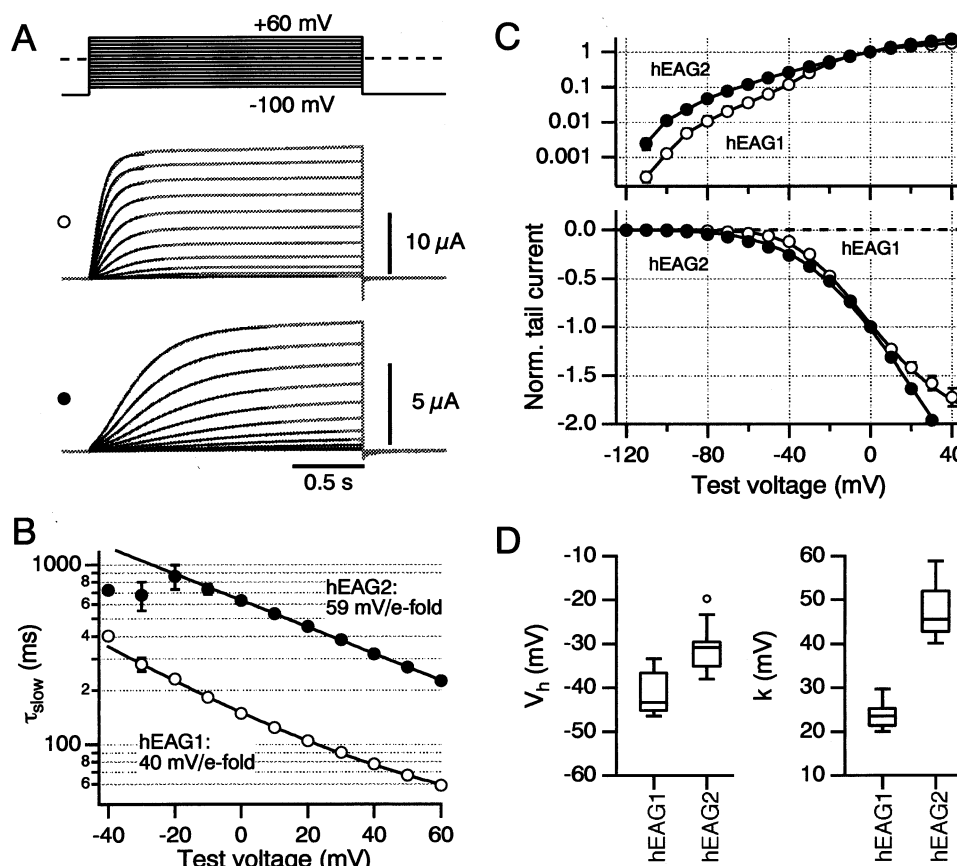 A
+60 mV
-100 mV
10 µA
5 µA
0.5 s
B
1000
8
6
4
2
100
8
6
τslow (ms)
hEAG2:
59 mV/e-fold
hEAG1:
40 mV/e-fold
-40 -20 0 20 40 60
Test voltage (mV)
C
1
0.1
0.01
0.001
hEAG2
hEAG1
0.0
-0.5
-1.0
-1.5
-2.0
Norm. tail current
hEAG2
hEAG1
-120 -80 -40 0 40
Test voltage (mV)
D
-10
-20
-30
-40
-50
-60
Vh (mV)
hEAG1
hEAG2
60
50
40
30
20
10
k (mV)
hEAG1
hEAG2